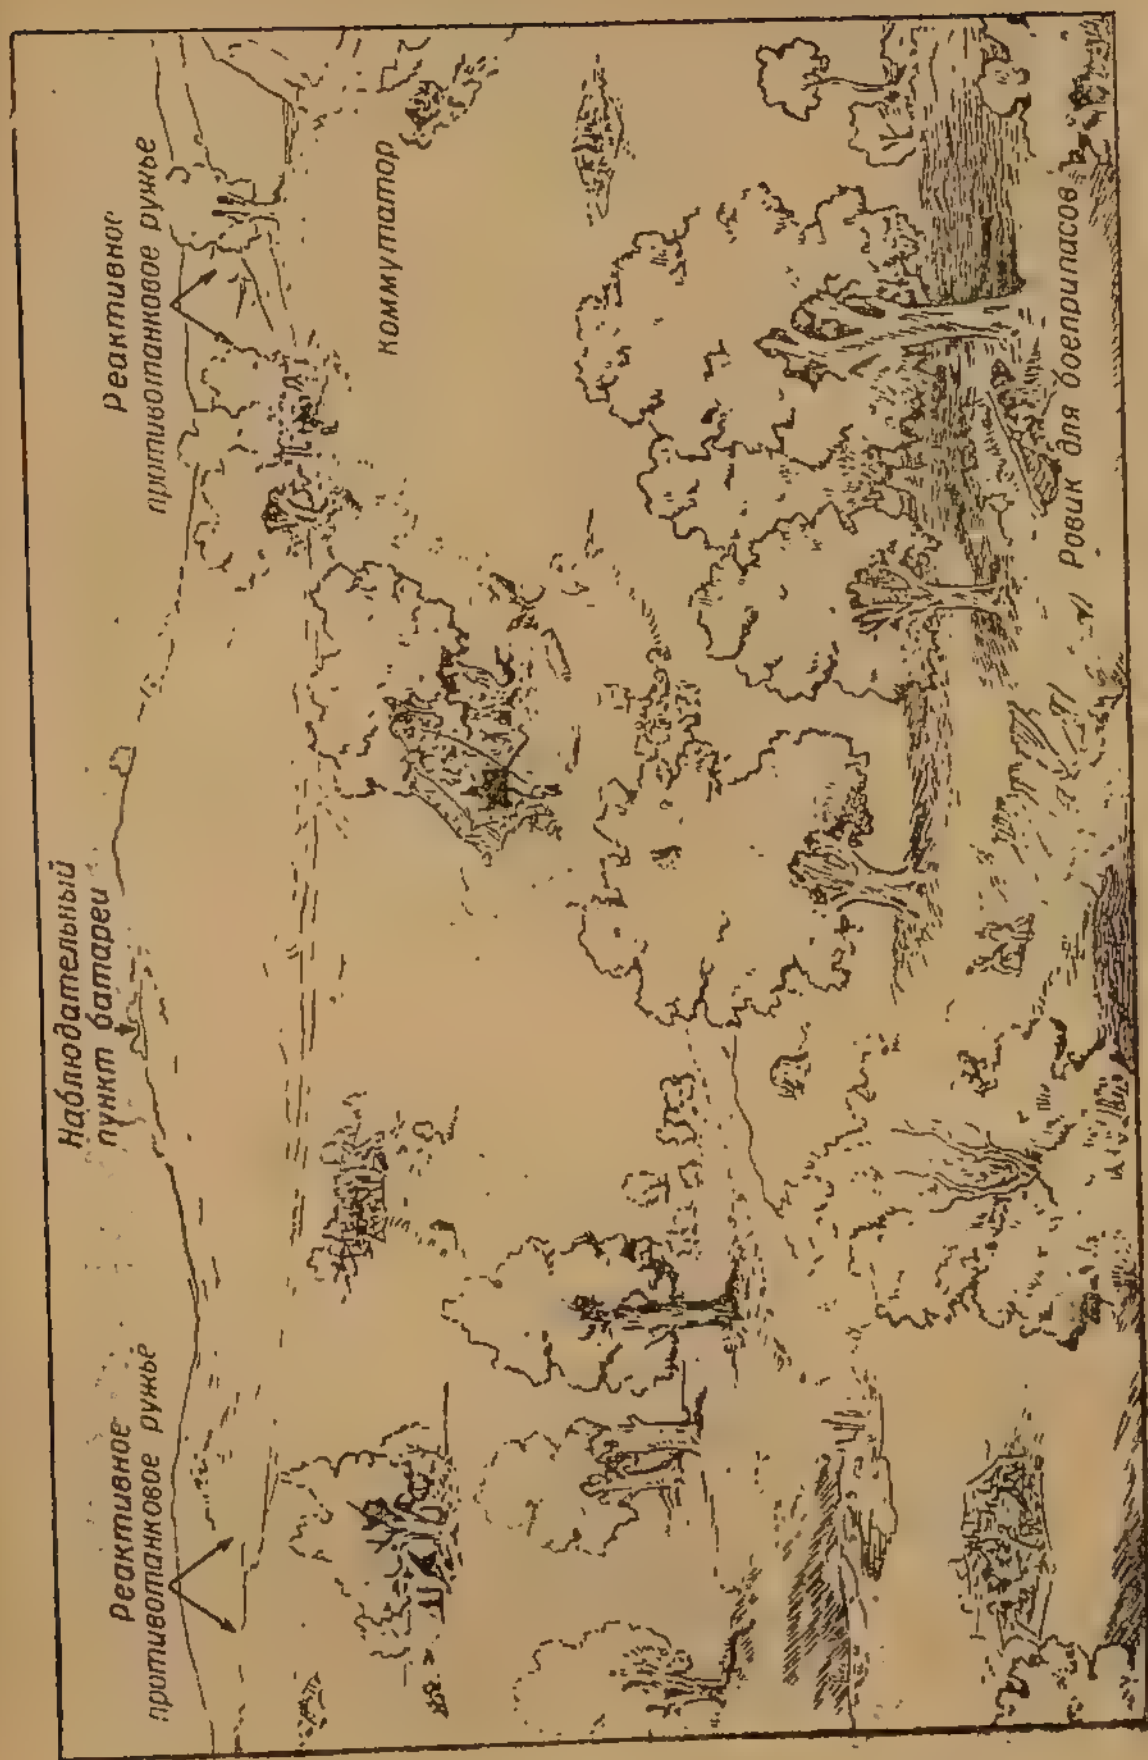 Наблюдательный
пункт батареи
Реактивное
противотанковое ружье
Реактивное
противотанковое ружье
коммутатор
Ровик для боеприпасов